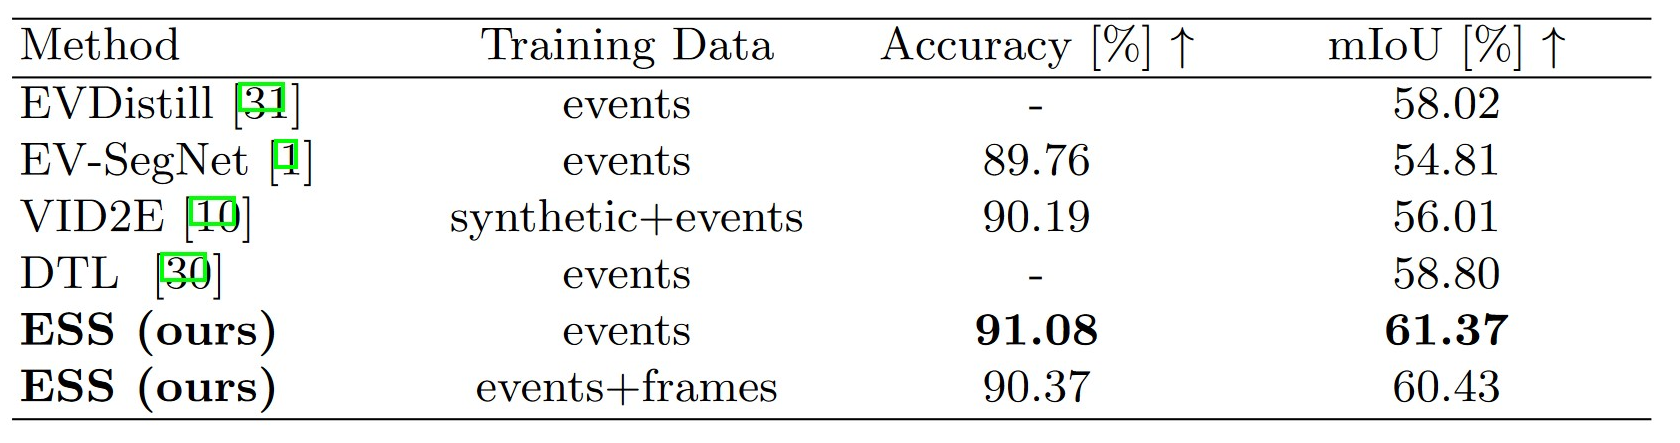 Method Training Data Accuracy [%] ↑ mIoU [%] ↑
EVDistill [31] events - 58.02
EV-SegNet [1] events 89.76 54.81
VID2E [10] synthetic+events 90.19 56.01
DTL [30] events - 58.80
ESS (ours) events 91.08 61.37
ESS (ours) events+frames 90.37 60.43